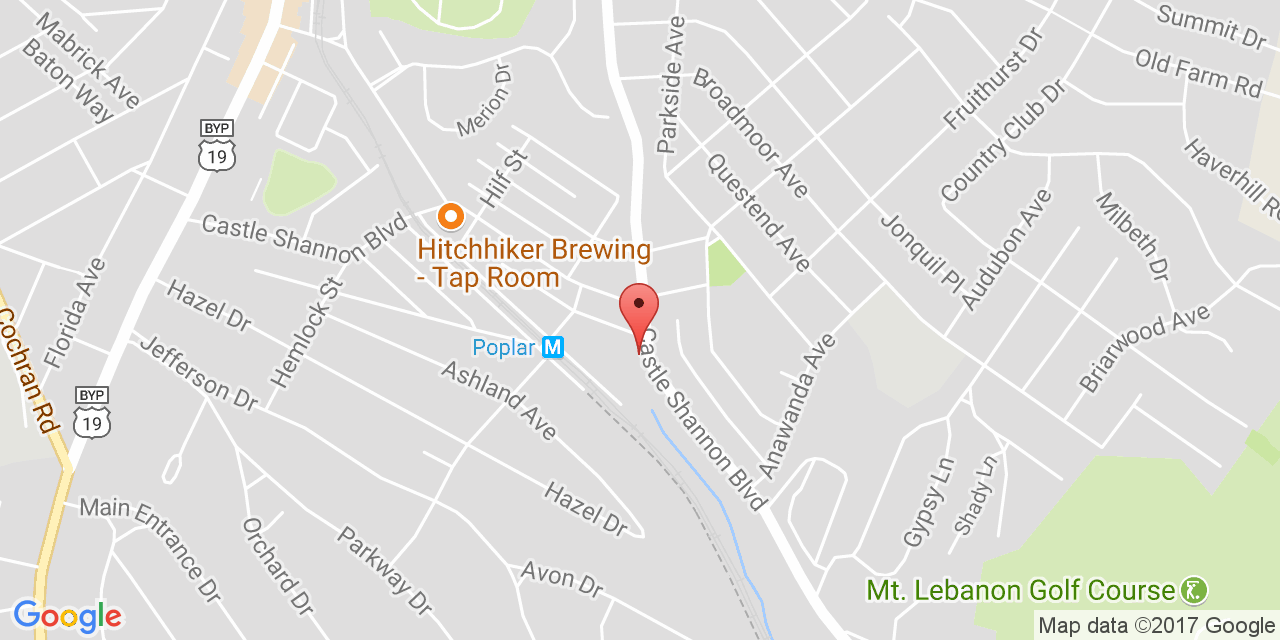 Summit Dr
Mabrick Ave
Baton Way
Parkside Ave
Fruithurst Dr
Old Farm Rd
Broadmoor Ave
Merion Dr
Country Club Dr
BYP
19
Hilf St
Haverhill Ro
Questend Ave
Castle Shannon Blvd
Milbeth Dr
Jonquil Pl
Audubon Ave
Hitchhiker Brewing
- Tap Room
Florida Ave
Hazel Dr
Hemlock St
Cochran Rd
Jefferson Dr
Poplar M
Castle Shannon Blvd
Briarwood Ave
Ashland Ave
Anawanda Ave
BYP
19
Main Entrance Dr
Hazel Dr
Gypsy Ln
Shady Ln
Orchard Dr
Parkway Dr
Avon Dr
Mt. Lebanon Golf Course
Google
Map data ©2017 Google